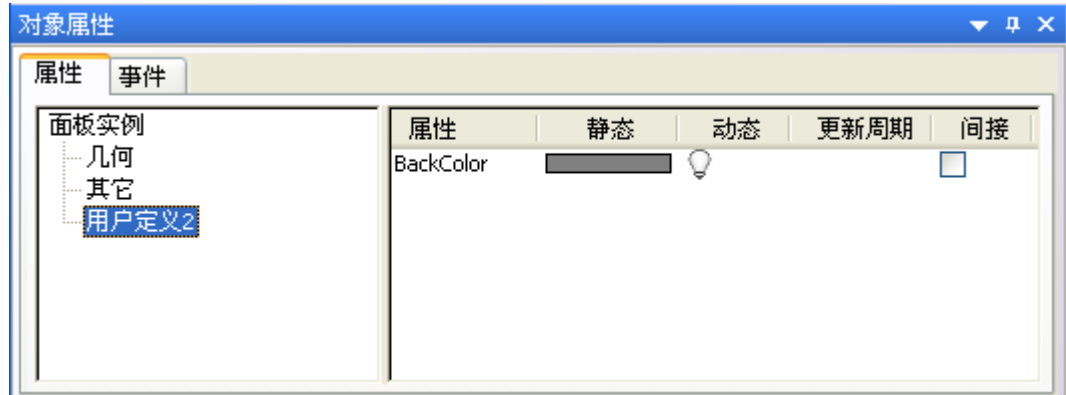 对象属性
属性 事件
面板实例
几何
其它
用户定义2
属性 静态 动态 更新周期 间接
BackColor